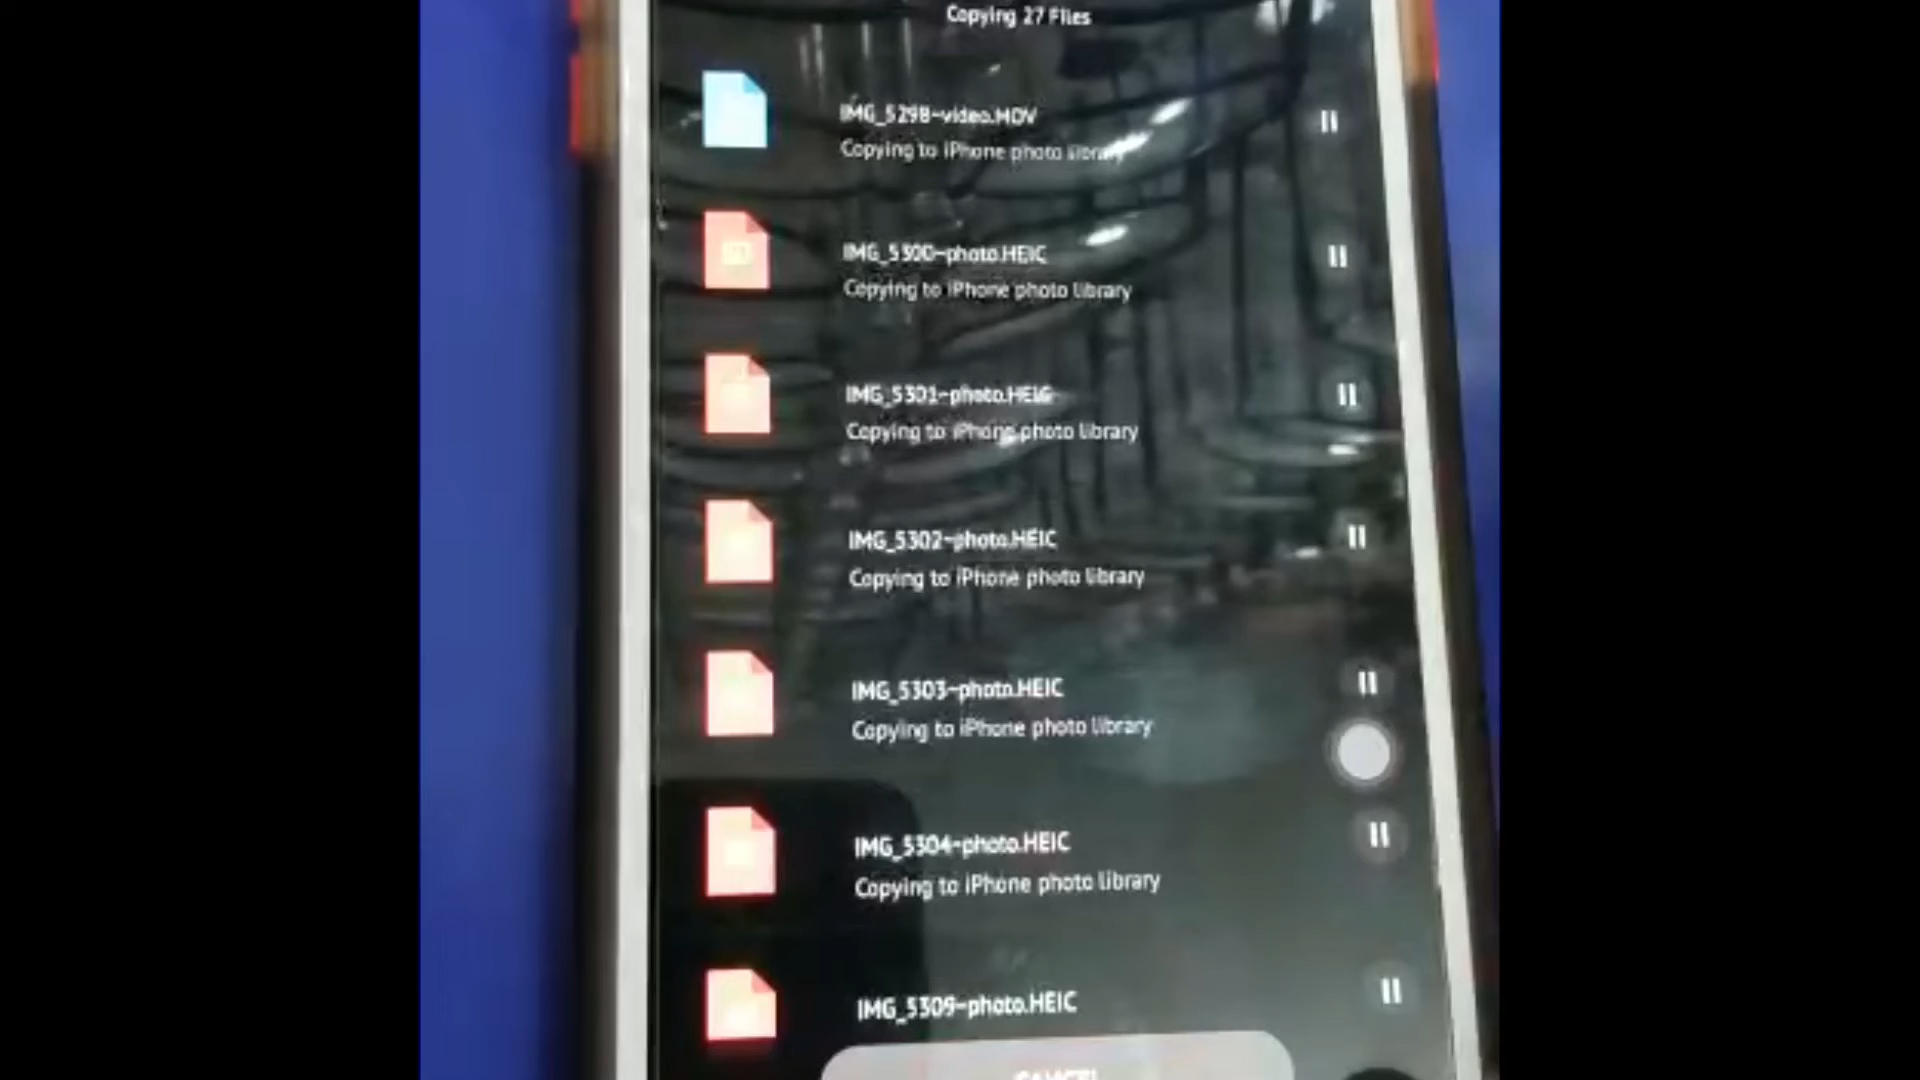 Copying 27 Files
IMG_5298-video.MOV
Copying to iPhone photo library
IMG_5300-photo.HEIC
Copying to iPhone photo library
IMG_5301-photo.HEIC
Copying to iPhone photo library
IMG_5302-photo.HEIC
Copying to iPhone photo library
IMG_5303-photo.HEIC
Copying to iPhone photo library
IMG_5304-photo.HEIC
Copying to iPhone photo library
IMG_5309-photo.HEIC
CANCEL